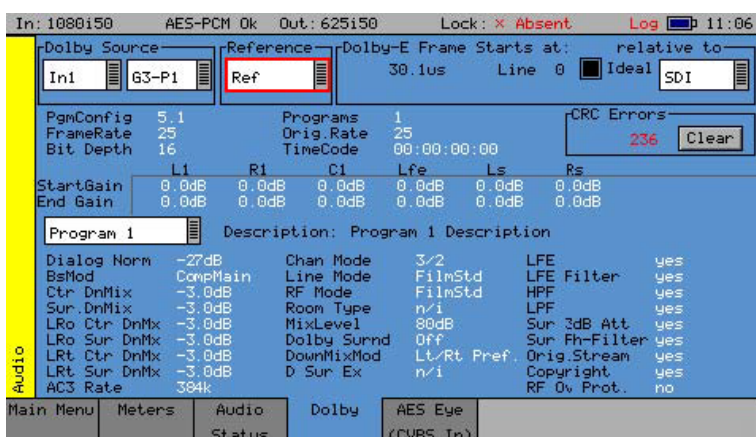 In: 1080i50 AES-PCM Ok Out: 625i50 Lock: × Absent Log 11:06
Dolby Source Reference Dolby-E Frame Starts at: relative to
In1 G3-P1 Ref 30.1us Line 0 Ideal SDI
PgmConfig 5.1 Programs 1 CRC Errors
FrameRate 25 Orig.Rate 25 236 Clear
Bit Depth 16 TimeCode 00:00:00:00
L1 R1 C1 Lfe Ls Rs
StartGain 0.0dB 0.0dB 0.0dB 0.0dB 0.0dB 0.0dB
End Gain 0.0dB 0.0dB 0.0dB 0.0dB 0.0dB 0.0dB
Program 1 Description: Program 1 Description
Dialog Norm -27dB Chan Mode 3/2 LFE yes
BsMod CompMain Line Mode FilmStd LFE Filter yes
Ctr DnMix -3.0dB RF Mode FilmStd HPF yes
Sur.DnMix -3.0dB Room Type n/i LPF yes
LRo Ctr DnMx -3.0dB MixLevel 80dB Sur 3dB Att yes
LRo Sur DnMx -3.0dB Dolby Surnd Off Sur Ph-Filter yes
LRt Ctr DnMx -3.0dB DownMixMod Lt/Rt Pref. Orig.Stream yes
LRt Sur DnMx -3.0dB D Sur Ex n/i Copyright yes
AC3 Rate 384k RF Ov Prot. no
Audio
Main Menu Meters Audio Status Dolby AES Eye (CVBS In)